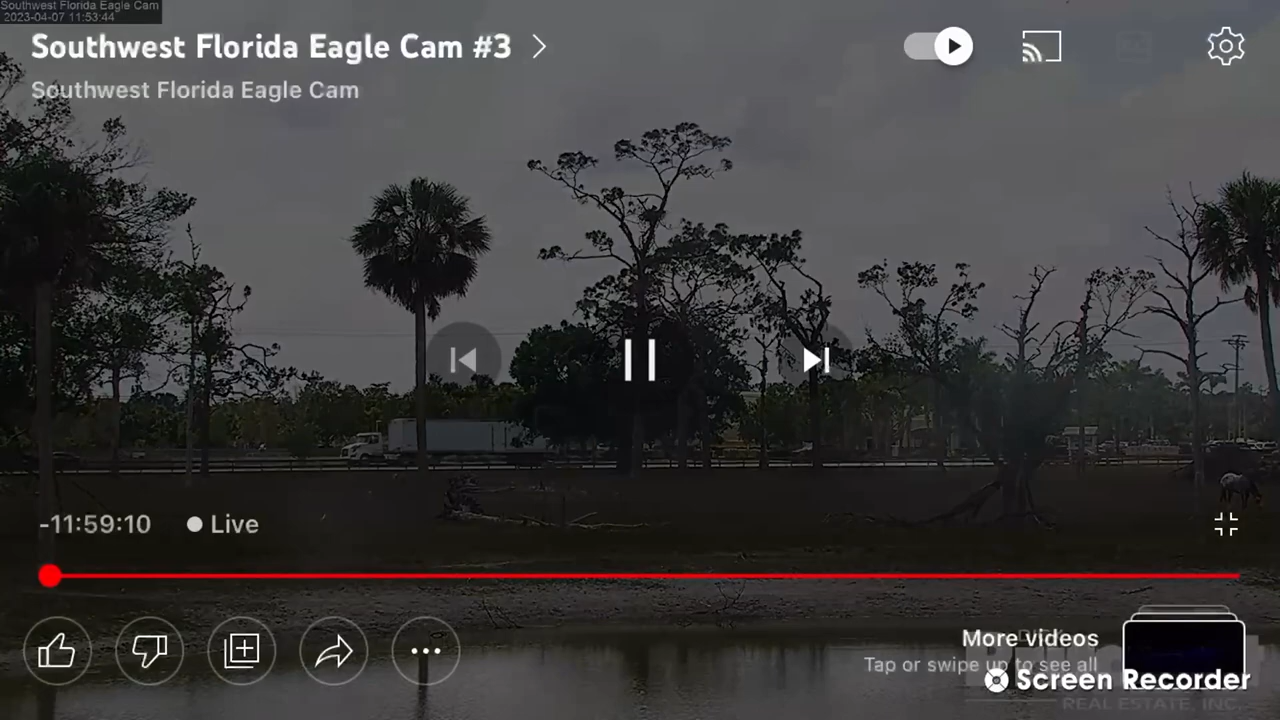 Southwest Florida Eagle Cam
2023-04-07 11:53:44
Southwest Florida Eagle Cam #3
Southwest Florida Eagle Cam
-11:59:10
Live
More videos
Tap or swipe up to see all
Screen Recorder
REAL ESTATE, INC.